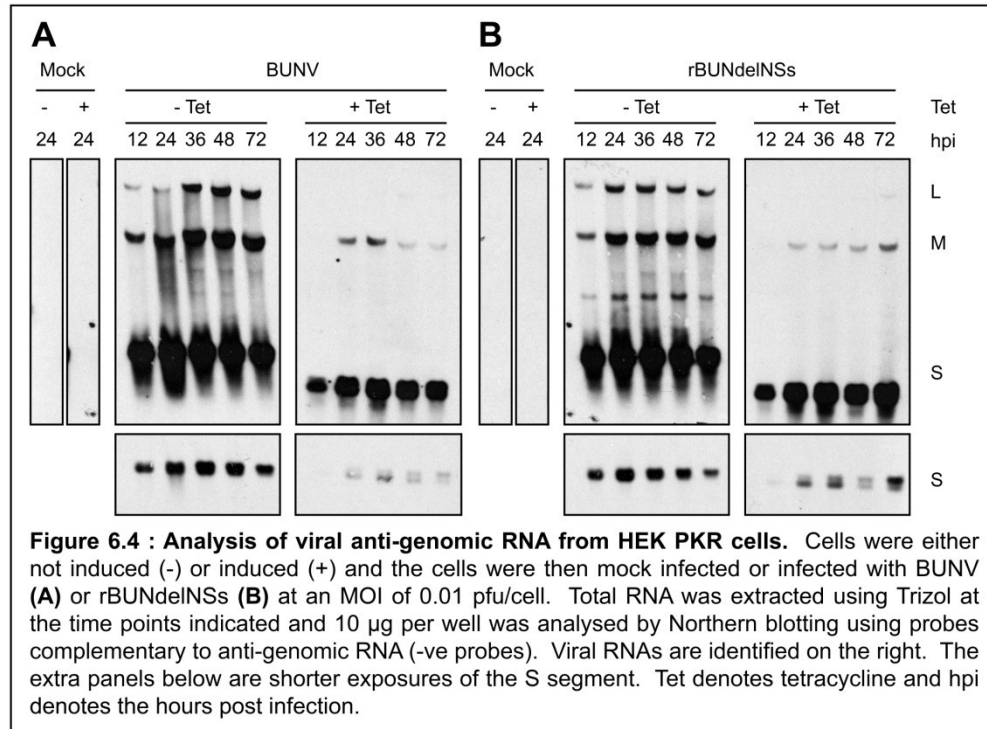 A B
Mock BUNV Mock rBUNdelNSs
- + - Tet + Tet - + - Tet + Tet Tet
24 24 12 24 36 48 72 12 24 36 48 72 24 24 12 24 36 48 72 12 24 36 48 72 hpi
L
M
S
S
Figure 6.4 : Analysis of viral anti-genomic RNA from HEK PKR cells. Cells were either
not induced (-) or induced (+) and the cells were then mock infected or infected with BUNV
(A) or rBUNdelNSs (B) at an MOI of 0.01 pfu/cell. Total RNA was extracted using Trizol at
the time points indicated and 10 µg per well was analysed by Northern blotting using probes
complementary to anti-genomic RNA (-ve probes). Viral RNAs are identified on the right. The
extra panels below are shorter exposures of the S segment. Tet denotes tetracycline and hpi
denotes the hours post infection.